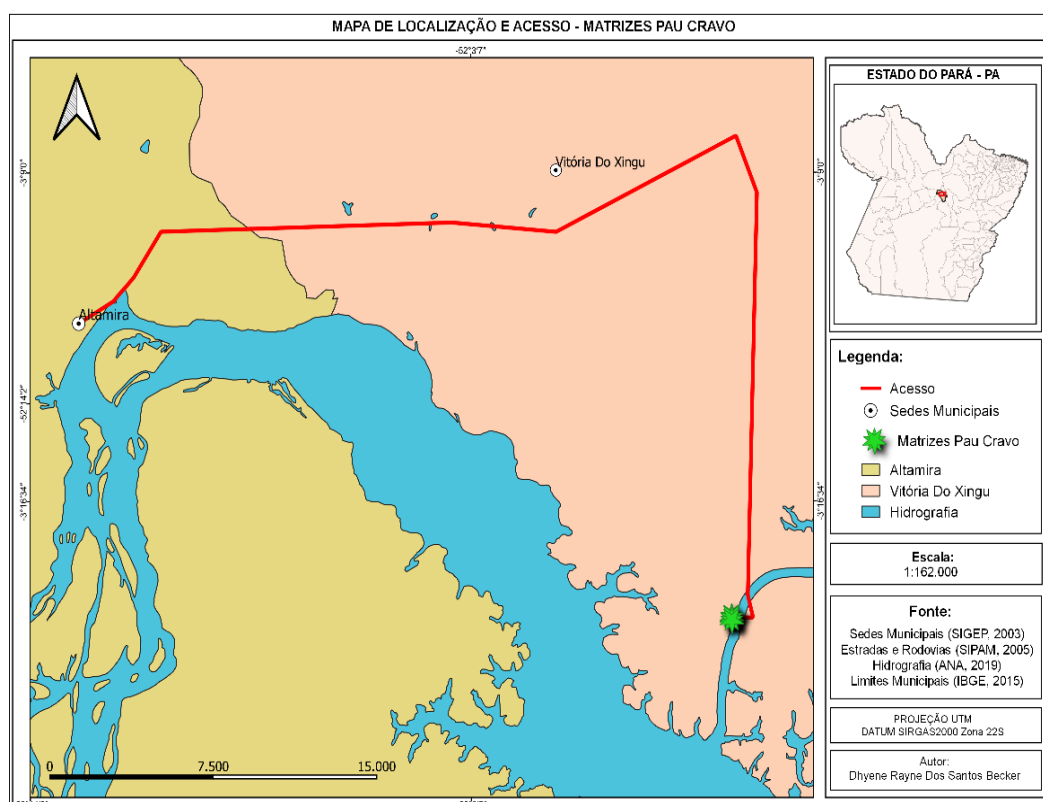 MAPA DE LOCALIZAÇÃO E ACESSO - MATRIZES PAU CRAVO
-52°3'7"
-3°9'0"
-3°9'0"
Vitória Do Xingu
Altamira
-52°14'2"
-3°16'34"
-3°16'34"
0
7.500
15.000
ESTADO DO PARÁ - PA
Legenda:
Acesso
Sedes Municipais
Matrizes Pau Cravo
Altamira
Vitória Do Xingu
Hidrografia
Escala:
1:162.000
Fonte:
Sedes Municipais (SIGEP, 2003)
Estradas e Rodovias (SIPAM, 2005)
Hidrografia (ANA, 2019)
Limites Municipais (IBGE, 2015)
PROJEÇÃO UTM
DATUM SIRGAS2000 Zona 22S
Autor:
Dhyene Rayne Dos Santos Becker